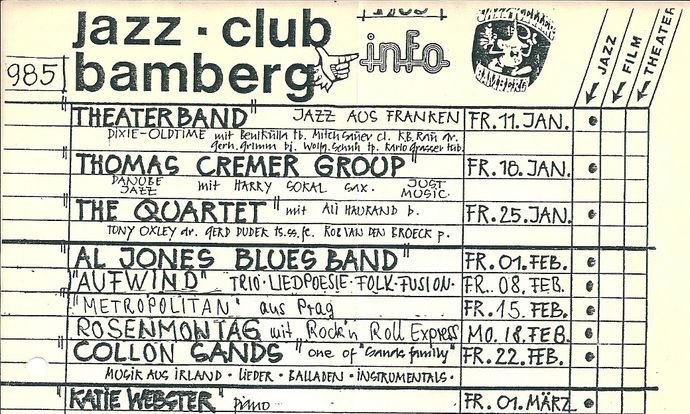 jazz · club
bamberg
info
985
JAZZ
FILM
THEATER
"THEATERBAND" JAZZ AUS FRANKEN FR. 11. JAN.
DIXIE-OLDTIME mit
"THOMAS CREMER GROUP" FR. 18. JAN.
DANUBE JAZZ mit HARRY SOKAL SAX. JUST MUSIC.
"THE QUARTET" mit ALI HAURAND b. FR. 25. JAN.
TONY OXLEY dr. GERD DUDEK ts.ss.fl. ROB VAN DEN BROECK p.
"AL JONES BLUES BAND" FR. 01. FEB.
"AUFWIND" TRIO · LIEDPOESIE · FOLK · FUSION · FR. 08. FEB.
"METROPOLITAN" aus Prag FR. 15. FEB.
ROSENMONTAG mit Rock'n Roll Express MO. 18. FEB.
"COLLON SANDS" one of "Sands family" FR. 22. FEB.
MUSIK AUS IRLAND · LIEDER · BALLADEN · INSTRUMENTALS ·
"KATIE WEBSTER" piano FR. 01. MÄRZ